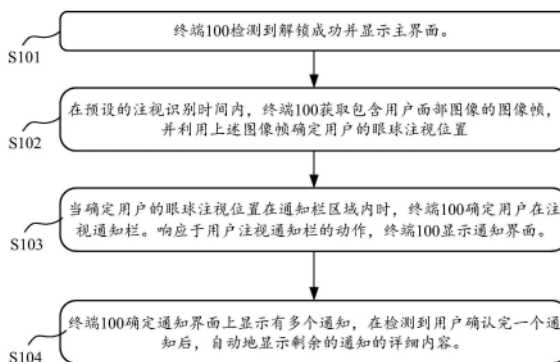 终端100检测到解锁成功并显示主界面。
S101
在预设的注视识别时间内，终端100获取包含用户面部图像的图像帧，
并利用上述图像帧确定用户的眼球注视位置
S102
当确定用户的眼球注视位置在通知栏区域内时，终端100确定用户在注
视通知栏。响应于用户注视通知栏的动作，终端100显示通知界面。
S103
终端100确定通知界面上显示有多个通知，在检测到用户确认完一个通
知后，自动地显示剩余的通知的详细内容。
S104